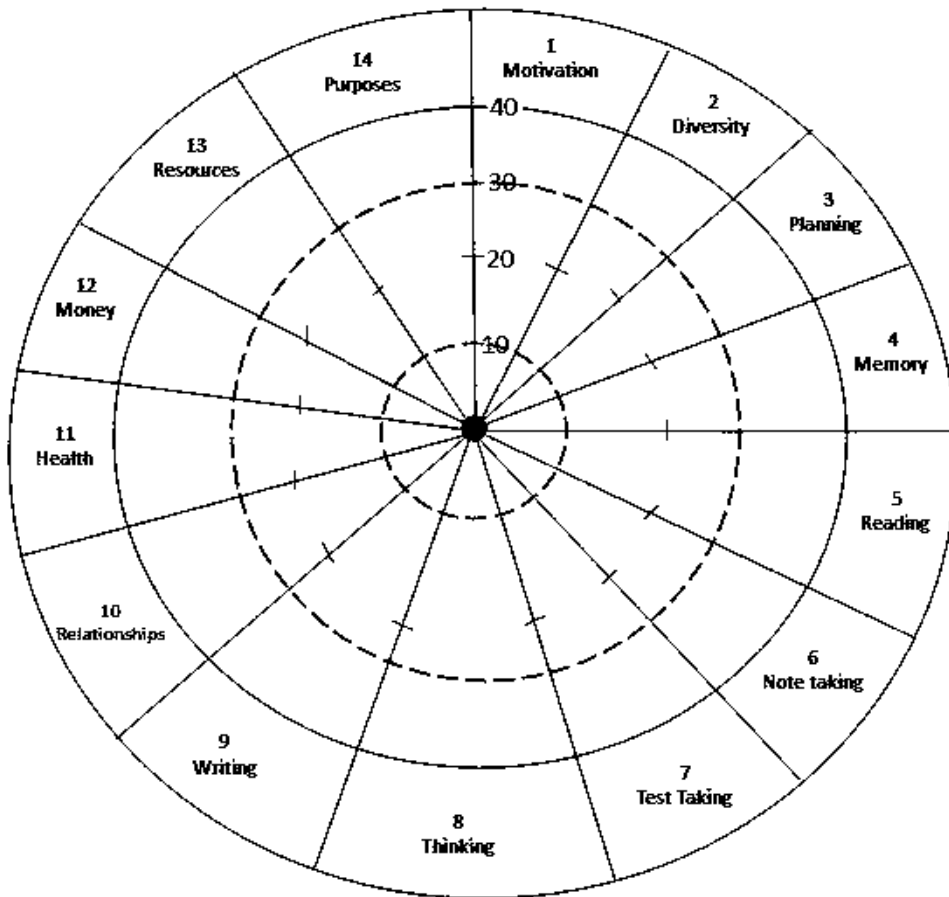 1
Motivation
2
Diversity
3
Planning
4
Memory
5
Reading
6
Note taking
7
Test Taking
8
Thinking
9
Writing
10
Relationships
11
Health
12
Money
13
Resources
14
Purposes
40
30
20
10